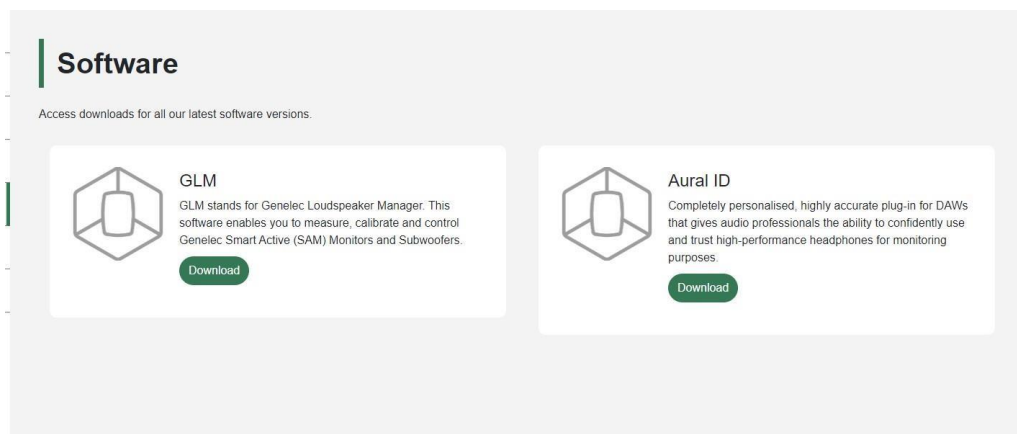 Software
Access downloads for all our latest software versions.
GLM
GLM stands for Genelec Loudspeaker Manager. This
software enables you to measure, calibrate and control
Genelec Smart Active (SAM) Monitors and Subwoofers.
Download
Aural ID
Completely personalised, highly accurate plug-in for DAWs
that gives audio professionals the ability to confidently use
and trust high-performance headphones for monitoring
purposes.
Download